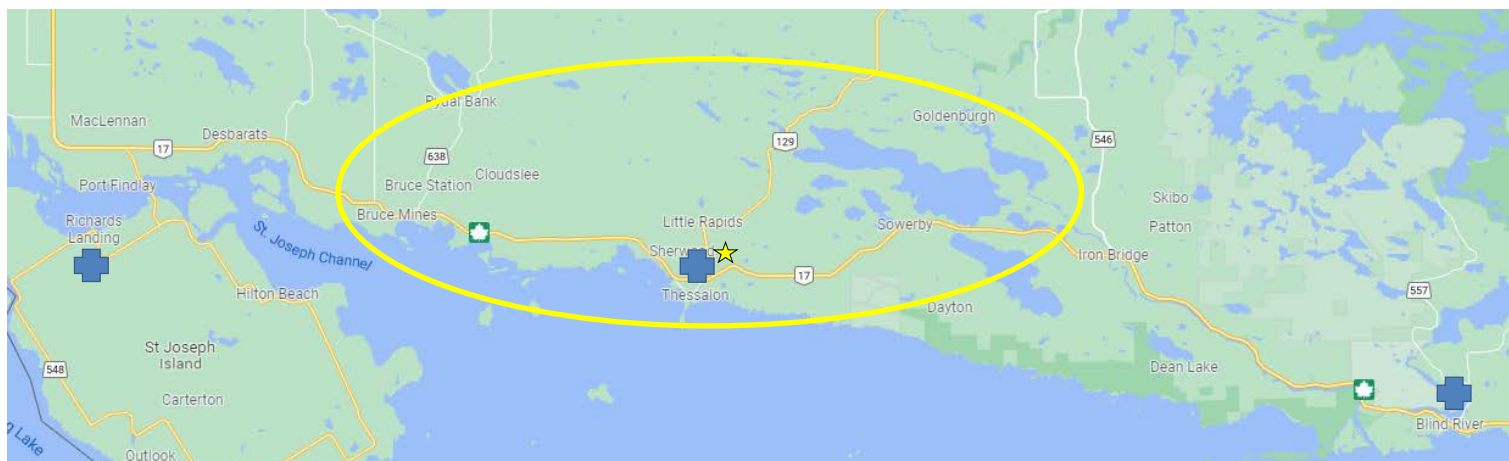 MacLennan
17
Desbarats
Rydal Bank
638
Bruce Station
Cloudslee
Bruce Mines
Port Findlay
Richards
Landing
St. Joseph Channel
Hilton Beach
St Joseph
Island
548
Carterton
Outlook
g Lake
129
Goldenburgh
Little Rapids
Sherwood
Thessalon
17
Sowerby
Dayton
546
Skibo
Patton
Iron Bridge
557
Dean Lake
Blind River